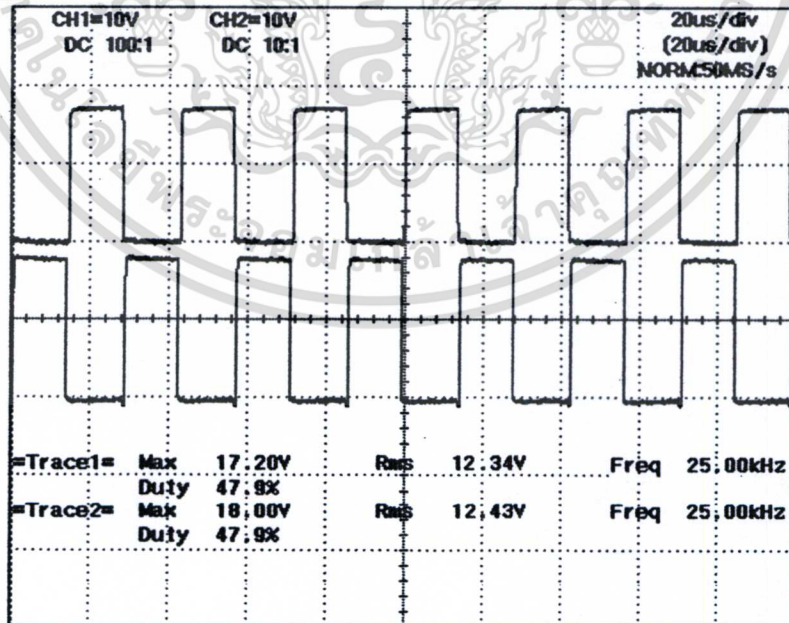 CH1=10V CH2=10V 20us/div
DC 100:1 DC 10:1 (20us/div)
NORM:50MS/s
=Trace1= Max 17.20V Rms 12.34V Freq 25.00kHz
Duty 47.9%
=Trace2= Max 18.00V Rms 12.43V Freq 25.00kHz
Duty 47.9%